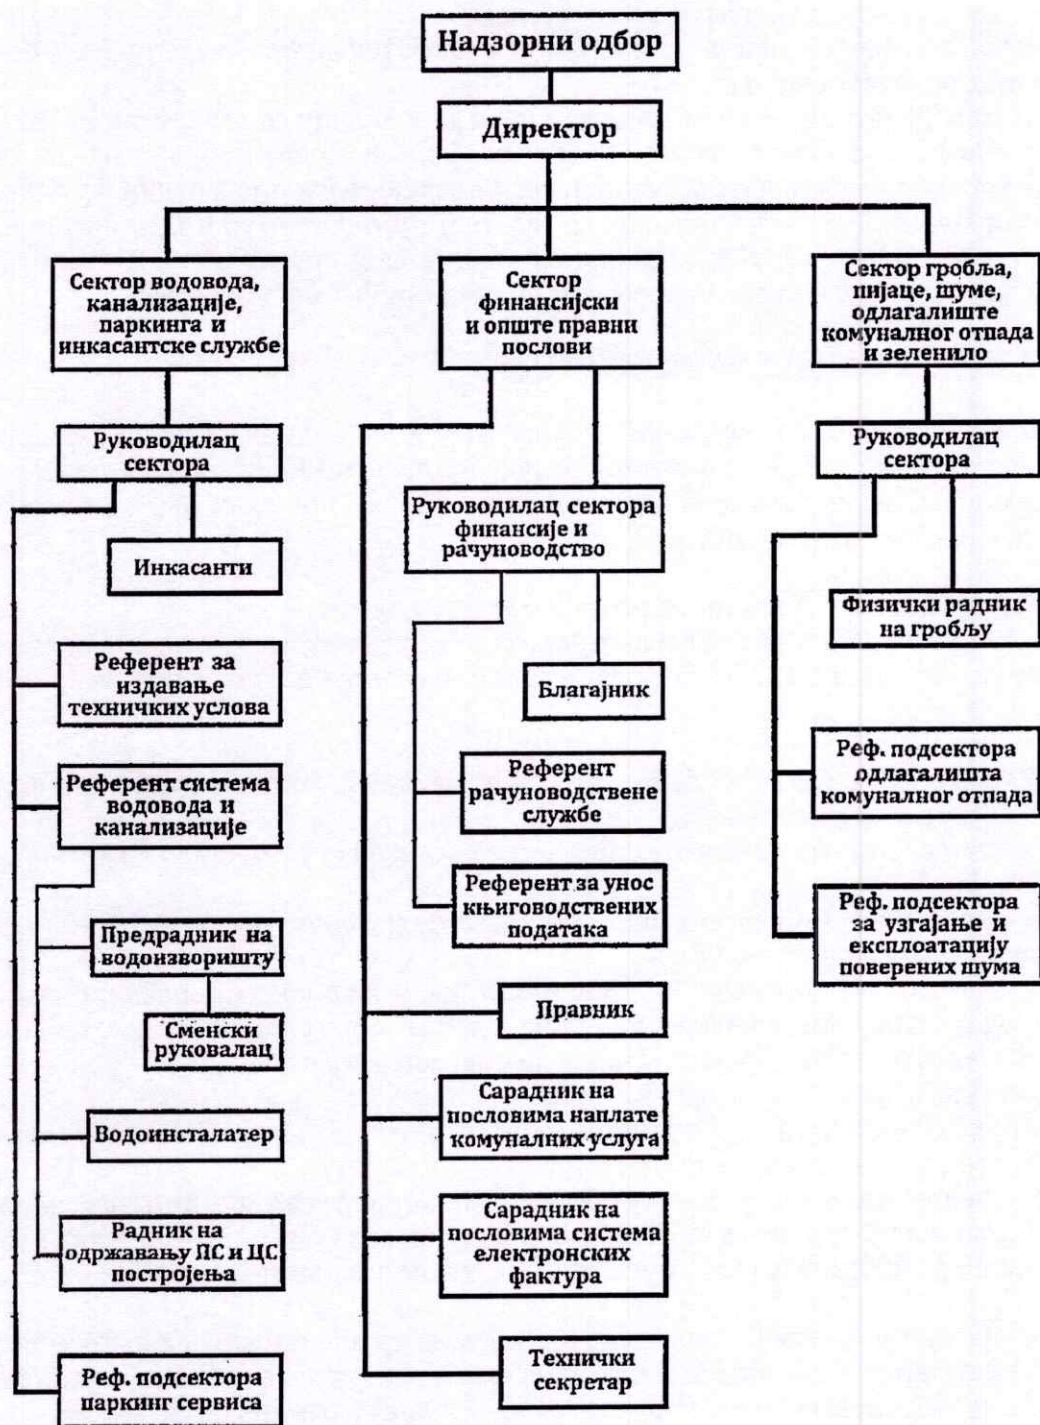 Надзорни одбор
Директор
Сектор водовода,
канализације,
паркинга и
инкасантске службе
Сектор
финансијски
и опште правни
послови
Сектор гробља,
пијаце, шуме,
одлагалиште
комуналног отпада
и зеленило
Руководилац
сектора
Инкасанти
Референт за
издавање
техничких услова
Референт система
водовода и
канализације
Предрадник на
водоизворишту
Сменски
руковалац
Водоинсталатер
Радник на
одржавању ПС и ЦС
постројења
Реф. подсектора
паркинг сервиса
Руководилац сектора
финансије и
рачуноводство
Благајник
Референт
рачуноводствене
службе
Референт за унос
књиговодствених
података
Правник
Сарадник на
пословима наплате
комуналних услуга
Сарадник на
пословима система
електронских
фактура
Технички
секретар
Руководилац
сектора
Физички радник
на гробљу
Реф. подсектора
одлагалишта
комуналног отпада
Реф. подсектора
за узгајање и
експлоатацију
поверених шума